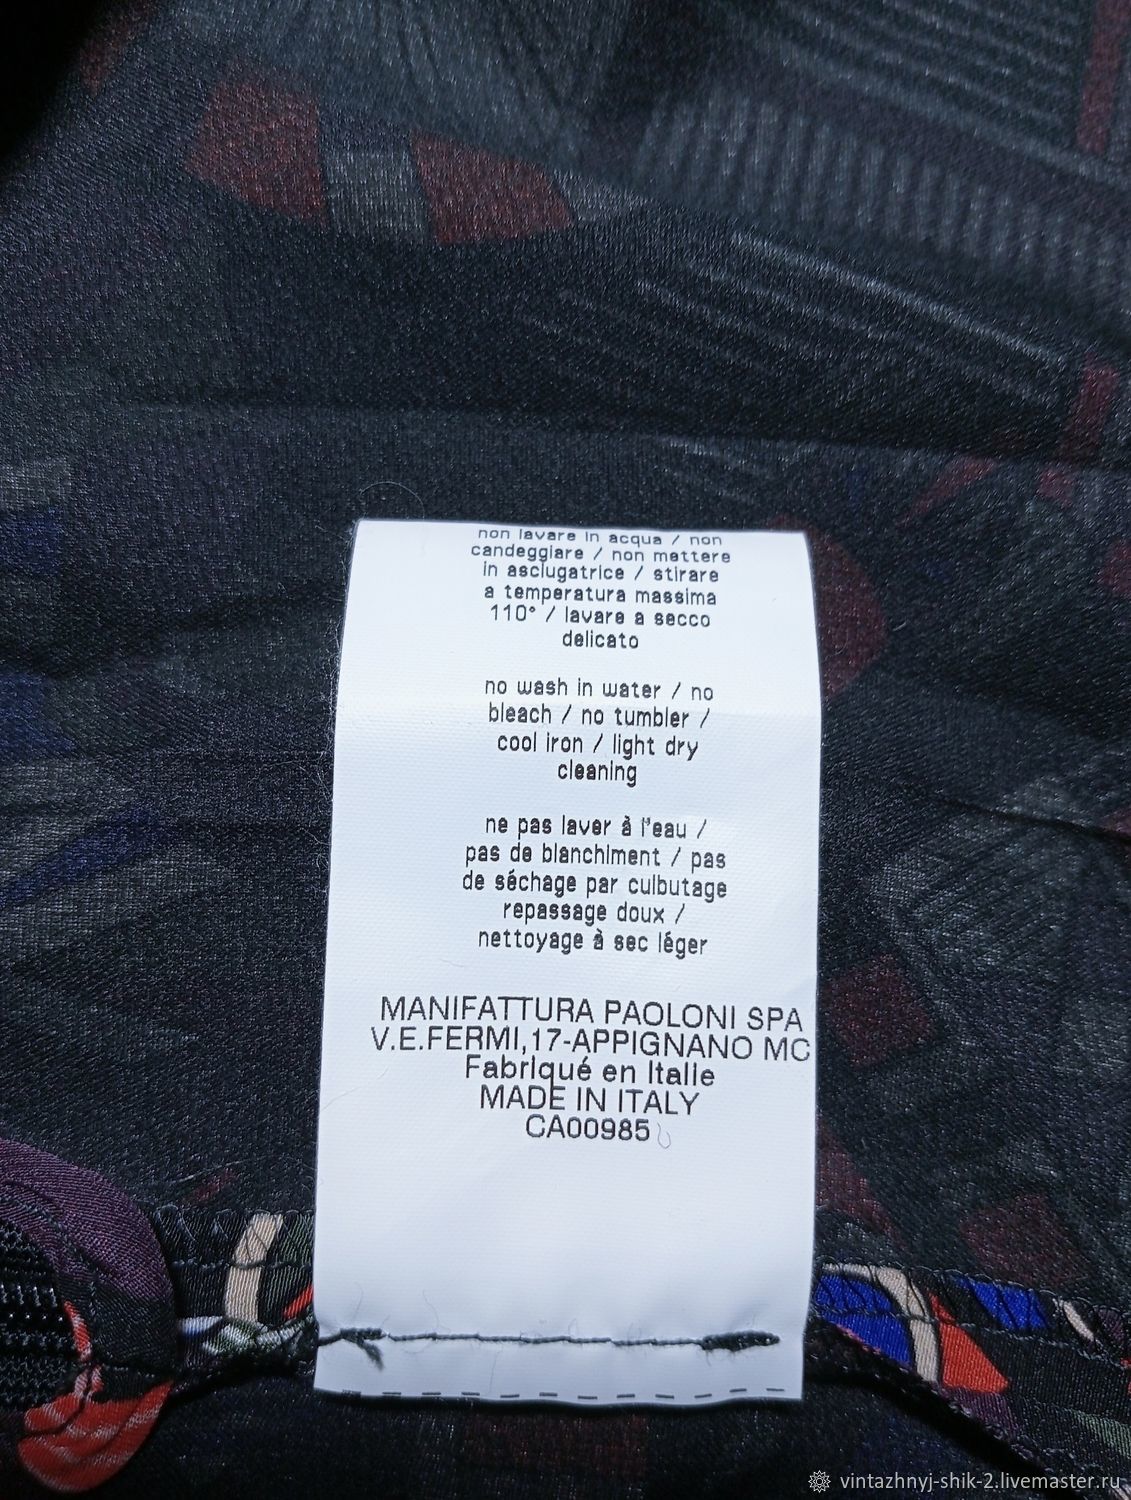 non lavare in acqua / non
candeggiare / non mettere
in asciugatrice / stirare
a temperatura massima
110° / lavare a secco
delicato
no wash in water / no
bleach / no tumbler /
cool iron / light dry
cleaning
ne pas laver à l'eau /
pas de blanchiment / pas
de séchage par culbutage
repassage doux /
nettoyage à sec léger
MANIFATTURA PAOLONI SPA
V.E.FERMI,17-APPIGNANO MC
Fabriqué en Italie
MADE IN ITALY
CA00985
vintazhnyj-shik-2.livemaster.ru